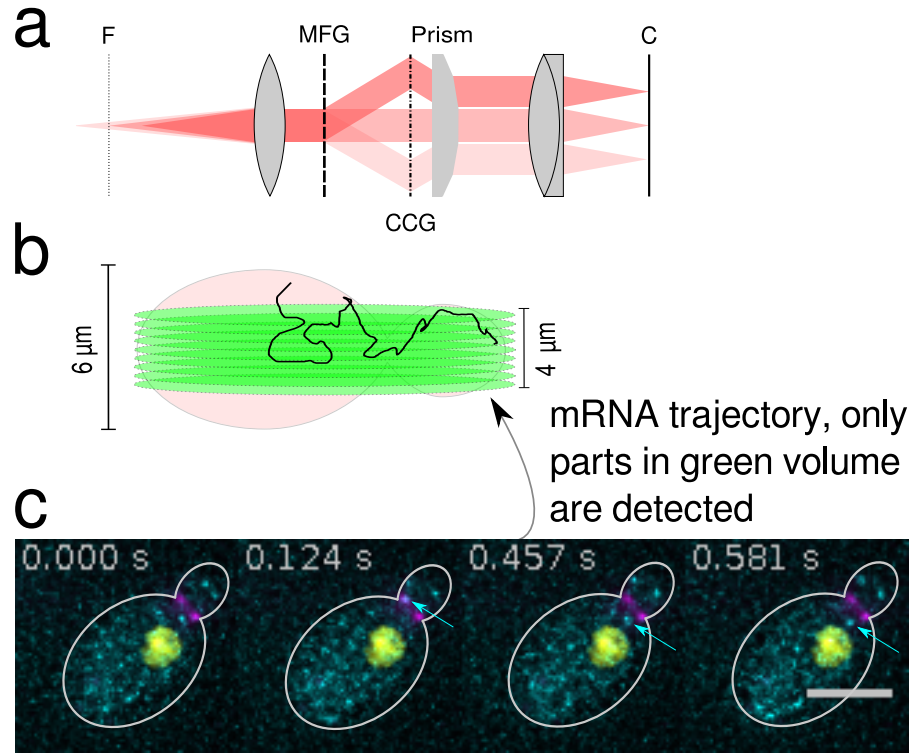 a
F
MFG
Prism
C
CCG
b
6 µm
4 µm
mRNA trajectory, only
parts in green volume
are detected
c
0.000 s
0.124 s
0.457 s
0.581 s